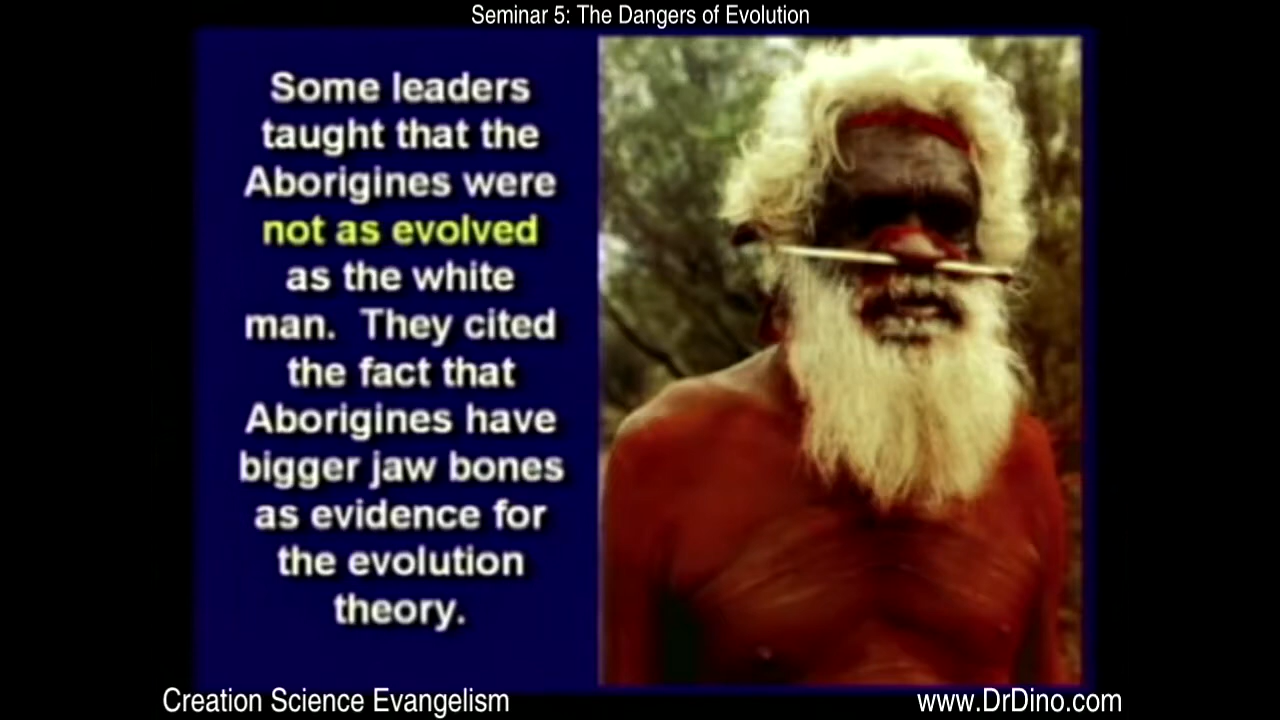 Seminar 5: The Dangers of Evolution
Some leaders
taught that the
Aborigines were
not as evolved
as the white
man. They cited
the fact that
Aborigines have
bigger jaw bones
as evidence for
the evolution
theory.
Creation Science Evangelism
www.DrDino.com